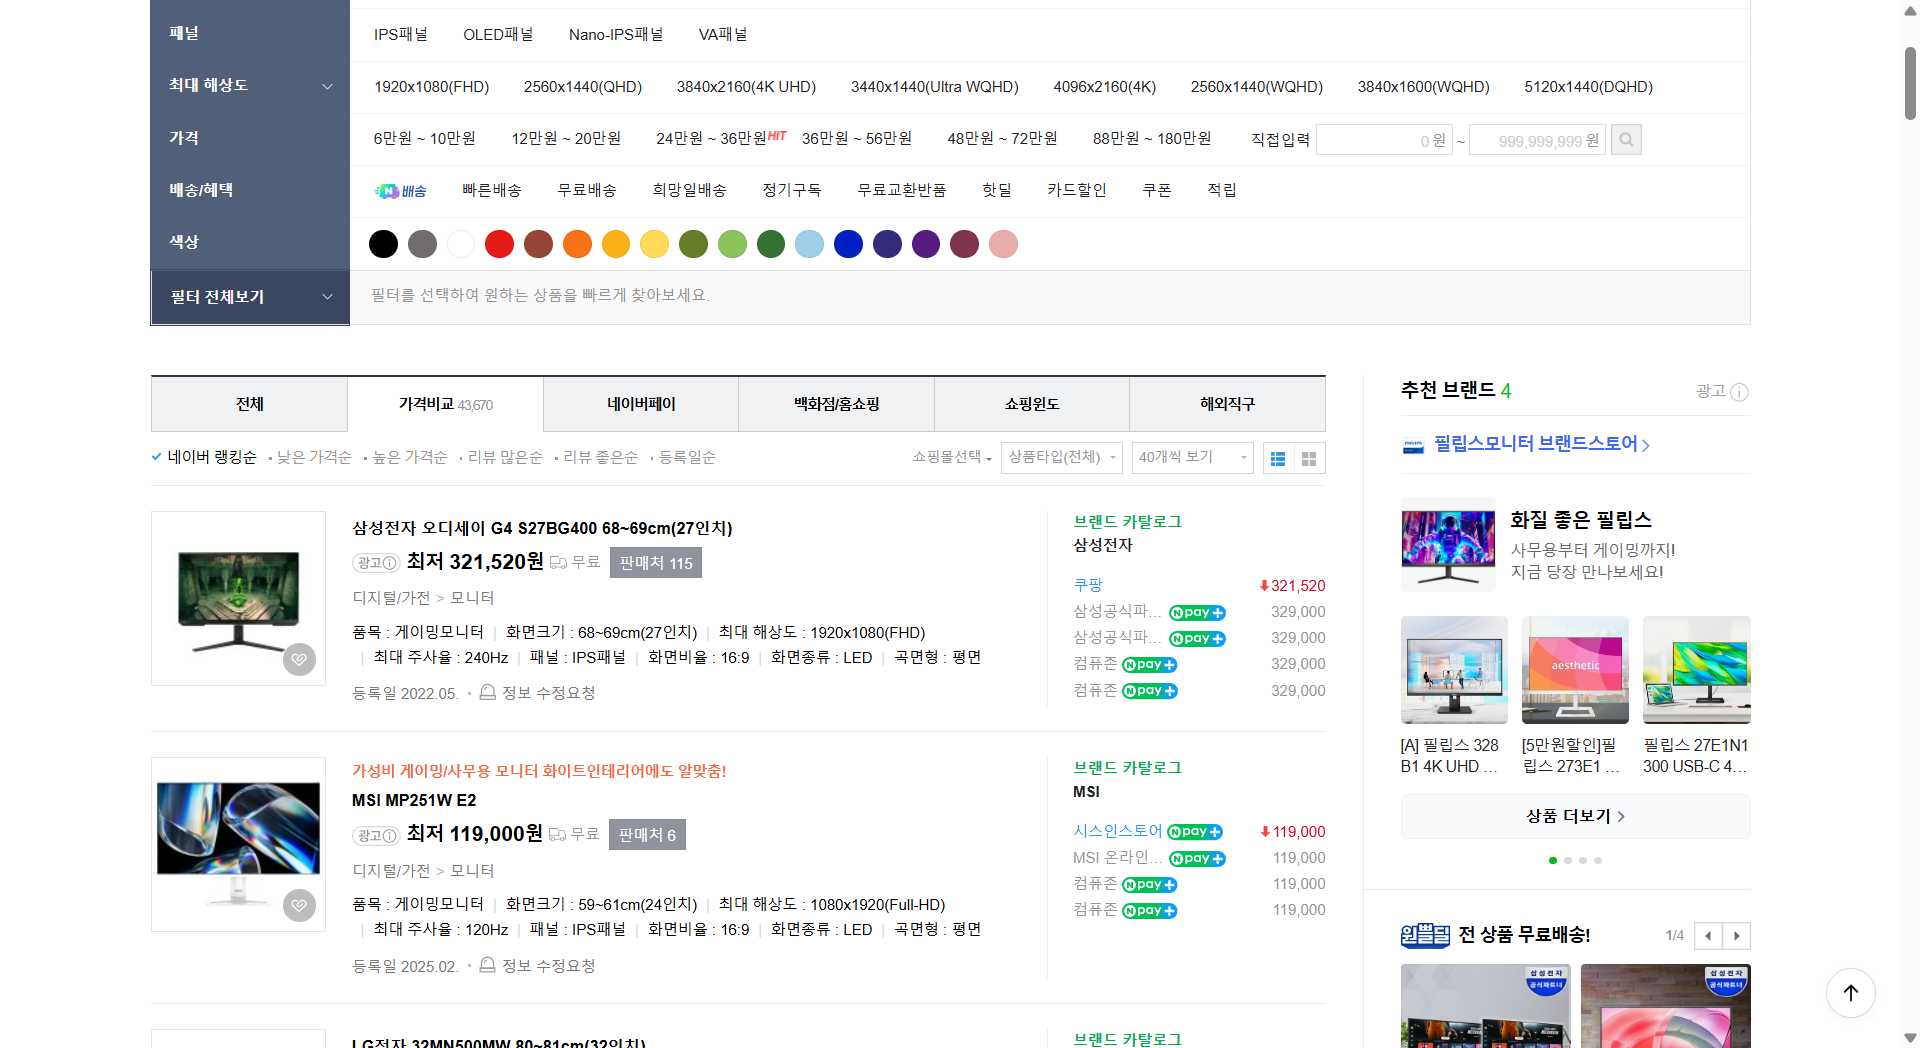 패널
IPS패널 OLED패널 Nano-IPS패널 VA패널
최대 해상도
1920x1080(FHD) 2560x1440(QHD) 3840x2160(4K UHD) 3440x1440(Ultra WQHD) 4096x2160(4K) 2560x1440(WQHD) 3840x1600(WQHD) 5120x1440(DQHD)
가격
6만원 ~ 10만원 12만원 ~ 20만원 24만원 ~ 36만원HIT 36만원 ~ 56만원 48만원 ~ 72만원 88만원 ~ 180만원 직접입력 0 원 ~ 999,999,999 원
배송/혜택
N배송 빠른배송 무료배송 희망일배송 정기구독 무료교환반품 핫딜 카드할인 쿠폰 적립
색상
필터 전체보기
필터를 선택하여 원하는 상품을 빠르게 찾아보세요.
전체 가격비교 43,670 네이버페이 백화점/홈쇼핑 쇼핑윈도 해외직구
네이버 랭킹순 낮은 가격순 높은 가격순 리뷰 많은순 리뷰 좋은순 등록일순
쇼핑몰선택 상품타입(전체) 40개씩 보기
삼성전자 오디세이 G4 S27BG400 68~69cm(27인치)
광고 최저 321,520원 무료 판매처 115
디지털/가전 > 모니터
품목 : 게이밍모니터 | 화면크기 : 68~69cm(27인치) | 최대 해상도 : 1920x1080(FHD)
| 최대 주사율 : 240Hz | 패널 : IPS패널 | 화면비율 : 16:9 | 화면종류 : LED | 곡면형 : 평면
등록일 2022.05. · 정보 수정요청
브랜드 카탈로그
삼성전자
쿠팡 321,520
삼성공식파... N pay+ 329,000
삼성공식파... N pay+ 329,000
컴퓨존 N pay+ 329,000
컴퓨존 N pay+ 329,000
가성비 게이밍/사무용 모니터 화이트인테리어에도 알맞춤!
MSI MP251W E2
광고 최저 119,000원 무료 판매처 6
디지털/가전 > 모니터
품목 : 게이밍모니터 | 화면크기 : 59~61cm(24인치) | 최대 해상도 : 1080x1920(Full-HD)
| 최대 주사율 : 120Hz | 패널 : IPS패널 | 화면비율 : 16:9 | 화면종류 : LED | 곡면형 : 평면
등록일 2025.02. · 정보 수정요청
브랜드 카탈로그
MSI
시스인스토어 N pay+ 119,000
MSI 온라인... N pay+ 119,000
컴퓨존 N pay+ 119,000
컴퓨존 N pay+ 119,000
LG전자 32MN500MW 80~81cm(32인치)
브랜드 카탈로그
추천 브랜드 4
광고
필립스모니터 브랜드스토어
화질 좋은 필립스
사무용부터 게이밍까지!
지금 당장 만나보세요!
aesthetic
[A] 필립스 328
B1 4K UHD ...
[5만원할인]필
립스 273E1 ...
필립스 27E1N1
300 USB-C 4...
상품 더보기
원쁠딜 전 상품 무료배송!
1/4
삼성전자
공식파트너
삼성전자
공식파트너